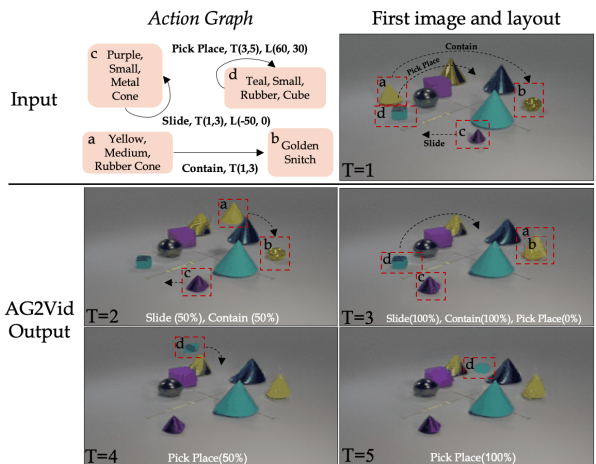 Action Graph
First image and layout
Input
c
Purple,
Small,
Metal
Cone
Pick Place, T(3,5), L(60, 30)
d
Teal, Small,
Rubber, Cube
Slide, T(1,3), L(-50, 0)
a
Yellow,
Medium,
Rubber Cone
Contain, T(1,3)
b
Golden
Snitch
Contain
Pick Place
a
d
b
c
Slide
T=1
AG2Vid
Output
a
b
d
c
T=2
Slide (50%), Contain (50%)
a
b
d
c
T=3
Slide(100%), Contain(100%), Pick Place(0%)
d
T=4
Pick Place(50%)
d
T=5
Pick Place(100%)